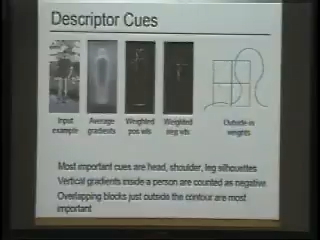 Descriptor Cues
Input example
Average gradients
Weighted pos wts
Weighted neg wts
Outside-in weights
Most important cues are head, shoulder, leg silhouettes
Vertical gradients inside a person are counted as negative
Overlapping blocks just outside the contour are most
important